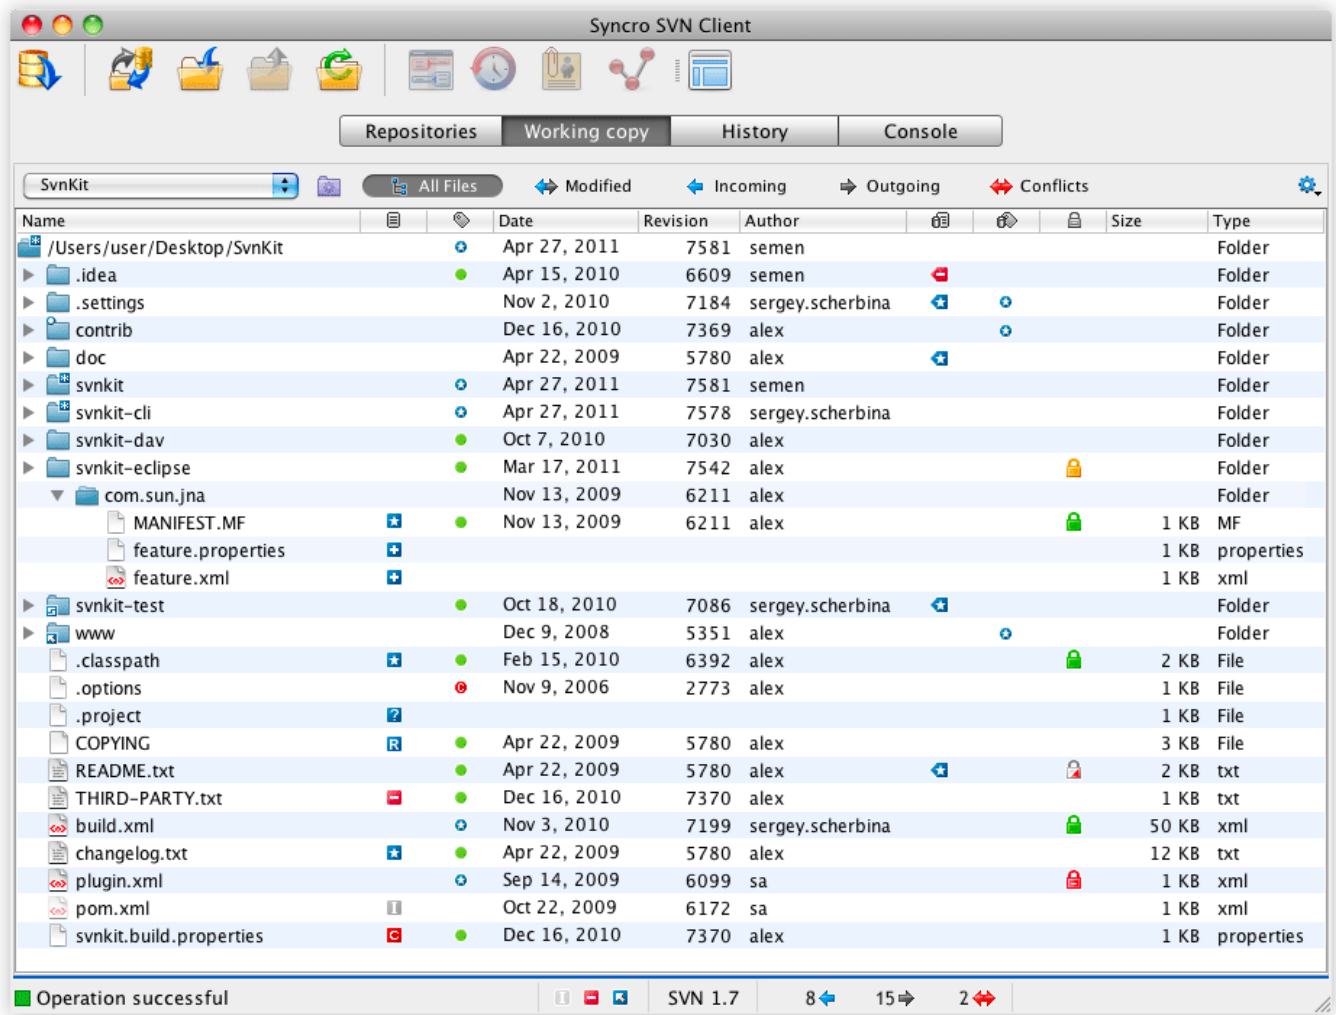 Syncro SVN Client
Repositories Working copy History Console
SvnKit All Files Modified Incoming Outgoing Conflicts
Name Date Revision Author Size Type
/Users/user/Desktop/SvnKit Apr 27, 2011 7581 semen Folder
.idea Apr 15, 2010 6609 semen Folder
.settings Nov 2, 2010 7184 sergey.scherbina Folder
contrib Dec 16, 2010 7369 alex Folder
doc Apr 22, 2009 5780 alex Folder
svnkit Apr 27, 2011 7581 semen Folder
svnkit-cli Apr 27, 2011 7578 sergey.scherbina Folder
svnkit-dav Oct 7, 2010 7030 alex Folder
svnkit-eclipse Mar 17, 2011 7542 alex Folder
com.sun.jna Nov 13, 2009 6211 alex Folder
MANIFEST.MF Nov 13, 2009 6211 alex 1 KB MF
feature.properties 1 KB properties
feature.xml 1 KB xml
svnkit-test Oct 18, 2010 7086 sergey.scherbina Folder
www Dec 9, 2008 5351 alex Folder
.classpath Feb 15, 2010 6392 alex 2 KB File
.options C Nov 9, 2006 2773 alex 1 KB File
.project ? 1 KB File
COPYING R Apr 22, 2009 5780 alex 3 KB File
README.txt Apr 22, 2009 5780 alex 2 KB txt
THIRD-PARTY.txt Dec 16, 2010 7370 alex 1 KB txt
build.xml Nov 3, 2010 7199 sergey.scherbina 50 KB xml
changelog.txt Apr 22, 2009 5780 alex 12 KB txt
plugin.xml Sep 14, 2009 6099 sa 1 KB xml
pom.xml I Oct 22, 2009 6172 sa 1 KB xml
svnkit.build.properties C Dec 16, 2010 7370 alex 1 KB properties
Operation successful I SVN 1.7 8 15 2